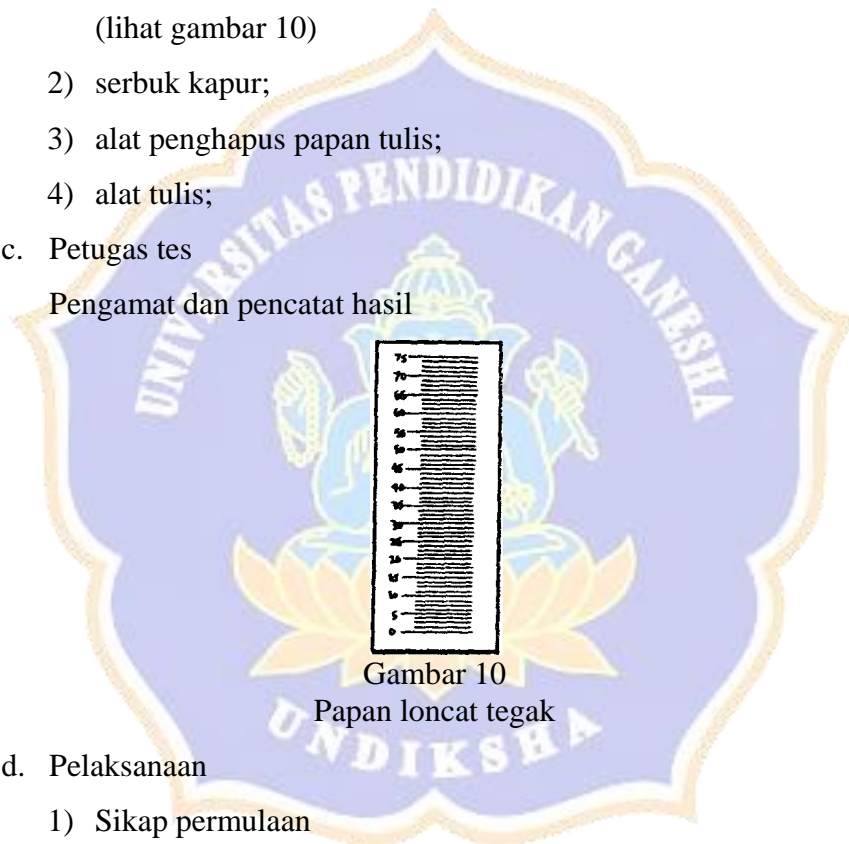 (lihat gambar 10)
2) serbuk kapur;
3) alat penghapus papan tulis;
4) alat tulis;
c. Petugas tes
Pengamat dan pencatat hasil
UNIVERSITAS PENDIDIKAN GANESHA
75
70
65
60
55
50
45
40
35
30
25
20
15
10
5
0
Gambar 10
Papan loncat tegak
UNDIKSHA
d. Pelaksanaan
1) Sikap permulaan